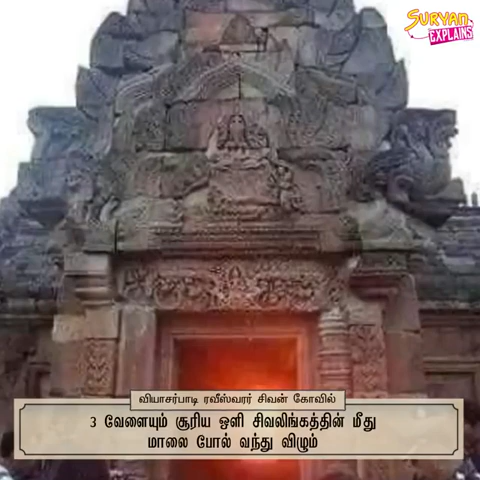 SURYAN
EXPLAINS
வியாசர்பாடி ரவீஸ்வரர் சிவன் கோவில்
3 வேளையும் சூரிய ஒளி சிவலிங்கத்தின் மீது
மாலை போல் வந்து விழும்